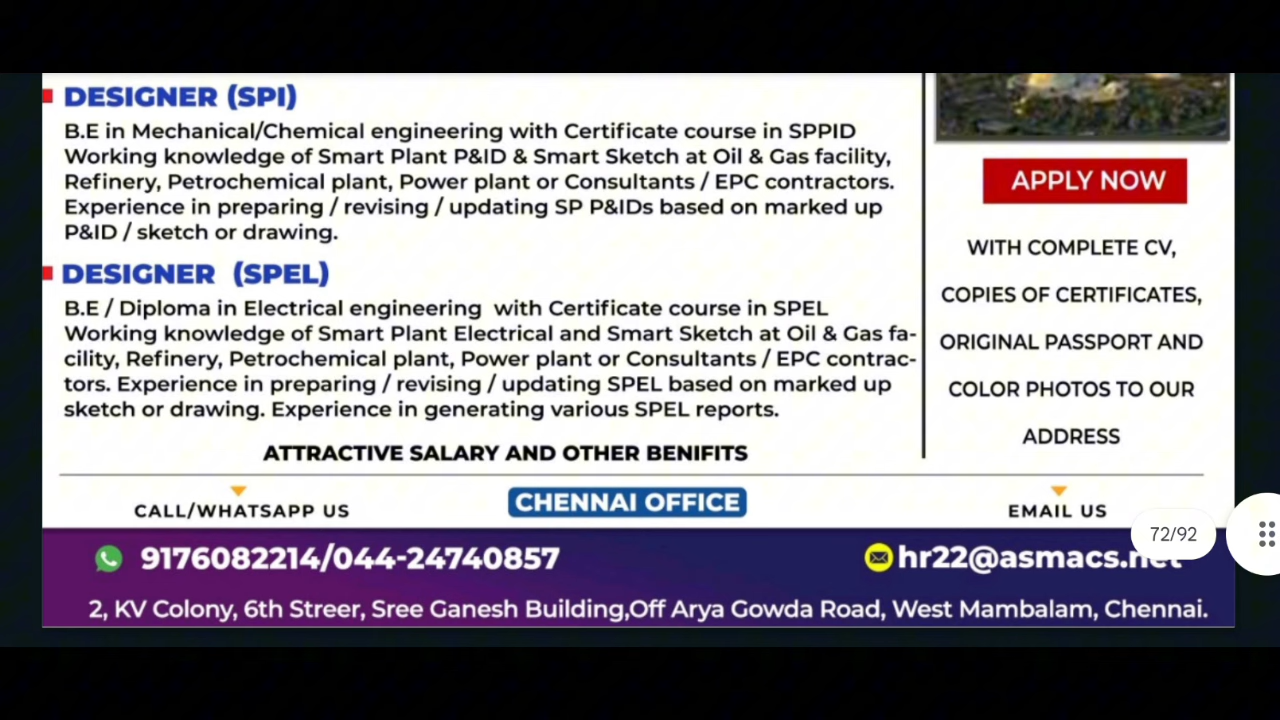 DESIGNER (SPI)
B.E in Mechanical/Chemical engineering with Certificate course in SPPID
Working knowledge of Smart Plant P&ID & Smart Sketch at Oil & Gas facility,
Refinery, Petrochemical plant, Power plant or Consultants / EPC contractors.
Experience in preparing / revising / updating SP P&IDs based on marked up
P&ID / sketch or drawing.
DESIGNER (SPEL)
B.E / Diploma in Electrical engineering with Certificate course in SPEL
Working knowledge of Smart Plant Electrical and Smart Sketch at Oil & Gas fa-
cility, Refinery, Petrochemical plant, Power plant or Consultants / EPC contrac-
tors. Experience in preparing / revising / updating SPEL based on marked up
sketch or drawing. Experience in generating various SPEL reports.
ATTRACTIVE SALARY AND OTHER BENIFITS
APPLY NOW
WITH COMPLETE CV,
COPIES OF CERTIFICATES,
ORIGINAL PASSPORT AND
COLOR PHOTOS TO OUR
ADDRESS
CALL/WHATSAPP US
CHENNAI OFFICE
EMAIL US
72/92
9176082214/044-24740857
hr22@asmacs.net
2, KV Colony, 6th Streer, Sree Ganesh Building,Off Arya Gowda Road, West Mambalam, Chennai.